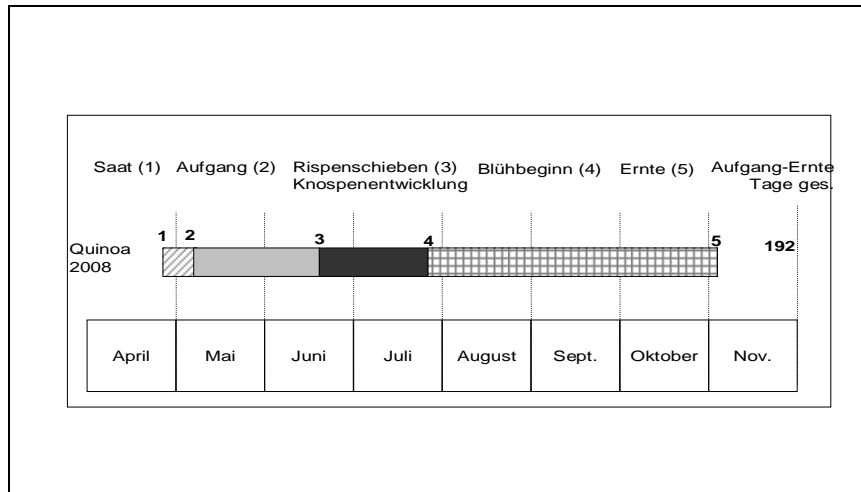 Saat (1) Aufgang (2) Rispenschieben (3) Blühbeginn (4) Ernte (5) Aufgang-Ernte
Knospenentwicklung Tage ges.
1 2 3 4 5 192
Quinoa
2008
April Mai Juni Juli August Sept. Oktober Nov.